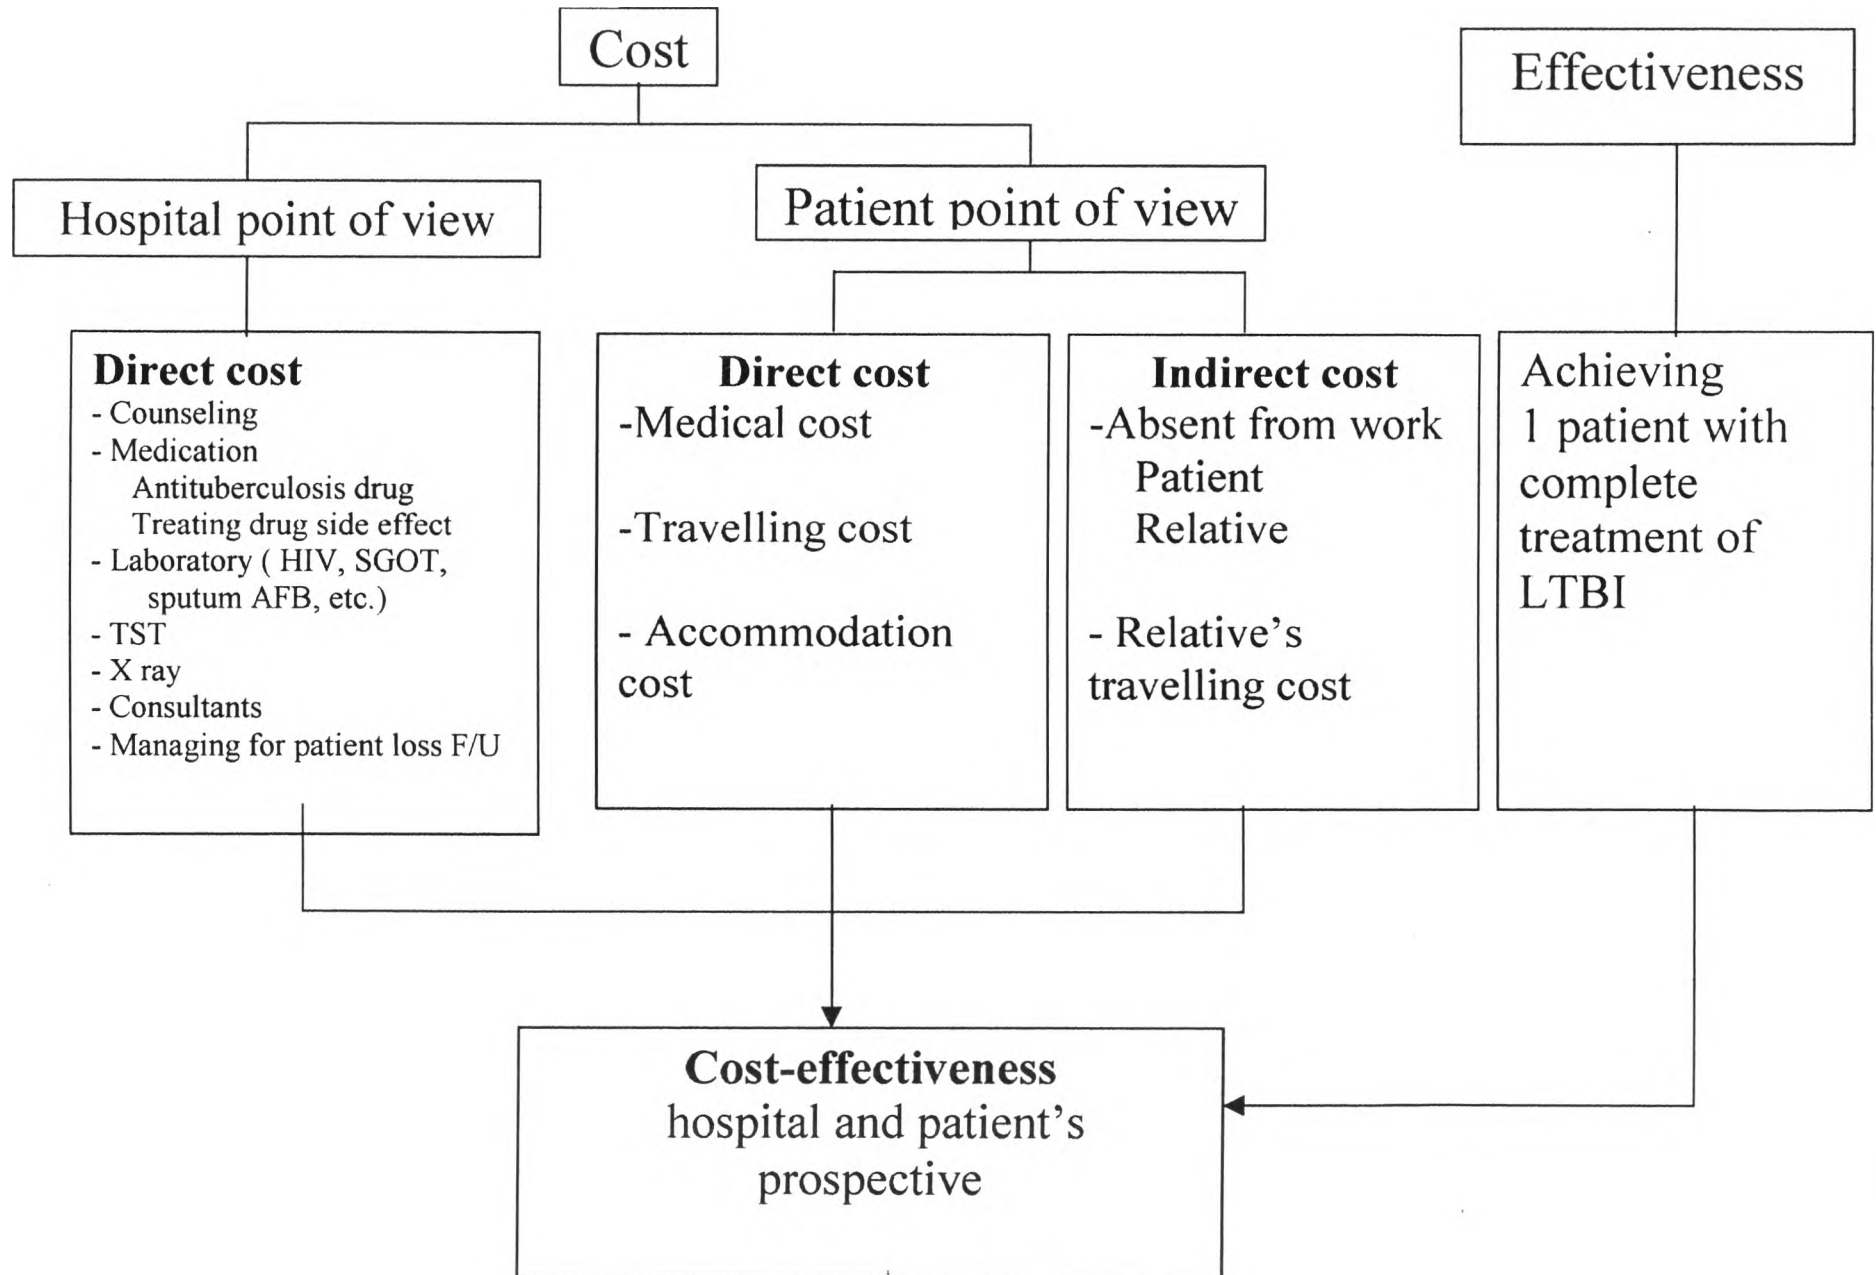 Cost
Effectiveness
Hospital point of view
Patient point of view
Direct cost
- Counseling
- Medication
Antituberculosis drug
Treating drug side effect
- Laboratory ( HIV, SGOT,
sputum AFB, etc.)
- TST
- X ray
- Consultants
- Managing for patient loss F/U
Direct cost
-Medical cost
-Travelling cost
- Accommodation
cost
Indirect cost
-Absent from work
Patient
Relative
- Relative's
travelling cost
Achieving
1 patient with
complete
treatment of
LTBI
Cost-effectiveness
hospital and patient's
prospective